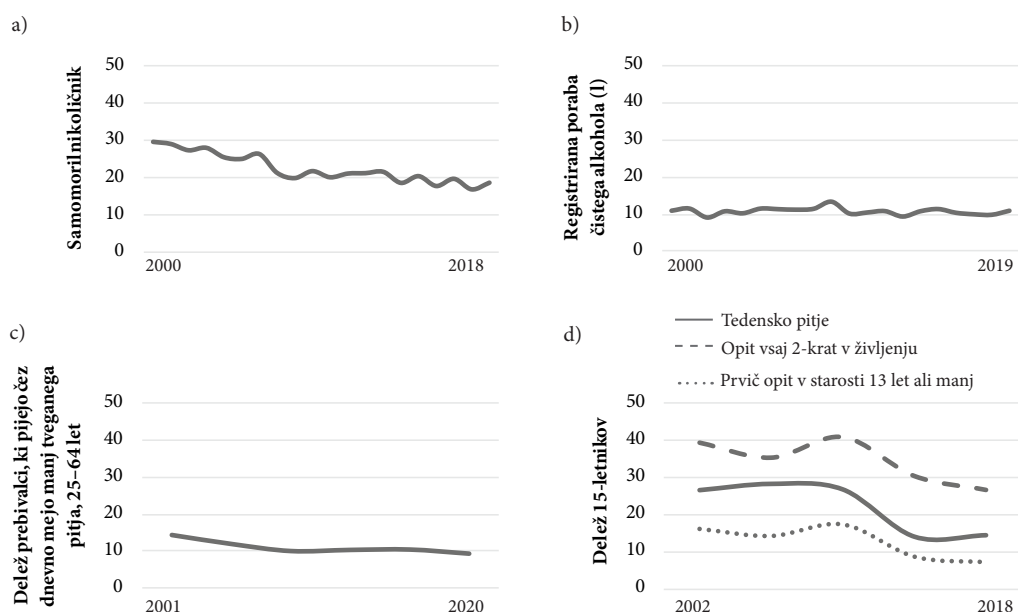 a)
Samomorilni količnik
50
40
30
20
10
0
2000
2018
b)
Registrirana poraba
čistega alkohola (l)
50
40
30
20
10
0
2000
2019
c)
Delež prebivalci, ki pijejo čez
dnevno mejo manj tveganega
pitja, 25–64 let
50
40
30
20
10
0
2001
2020
d)
Tedensko pitje
Opit vsaj 2-krat v življenju
Prvič opit v starosti 13 let ali manj
Delež 15-letnikov
50
40
30
20
10
0
2002
2018